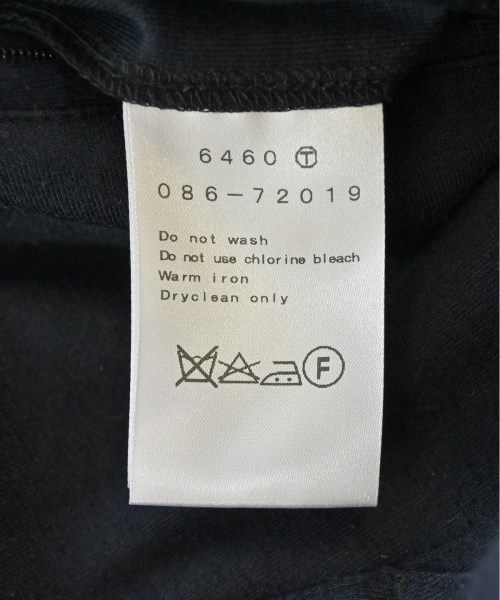 6460 Ⓣ
086-72019
Do not wash
Do not use chlorine bleach
Warm iron
Dryclean only
F